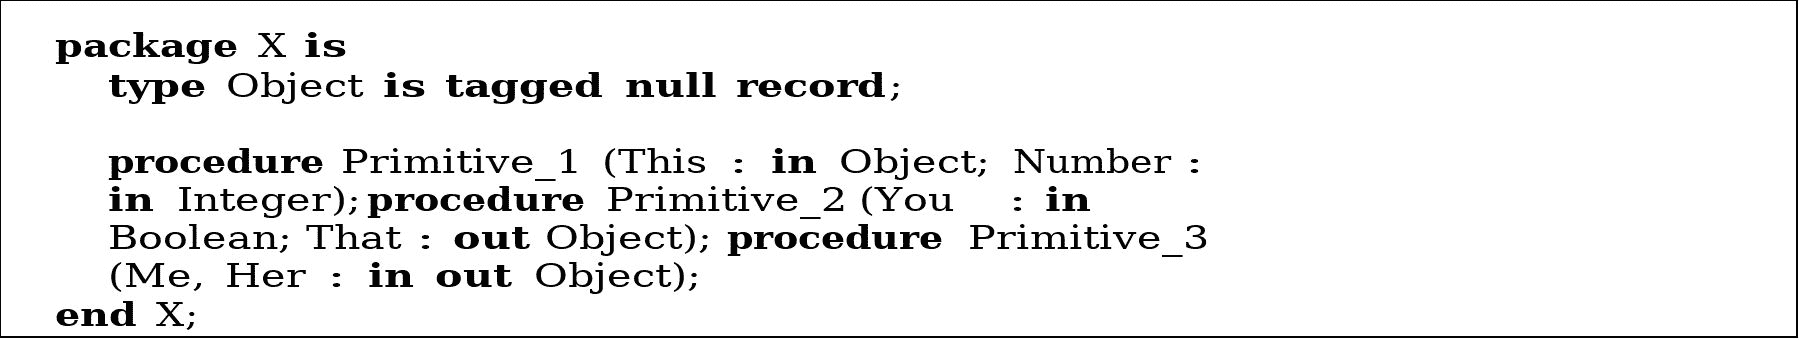 package X is
type Object is tagged null record;
procedure Primitive_1 (This : in Object; Number :
in Integer); procedure Primitive_2 (You : in
Boolean; That : out Object); procedure Primitive_3
(Me, Her : in out Object);
end X;